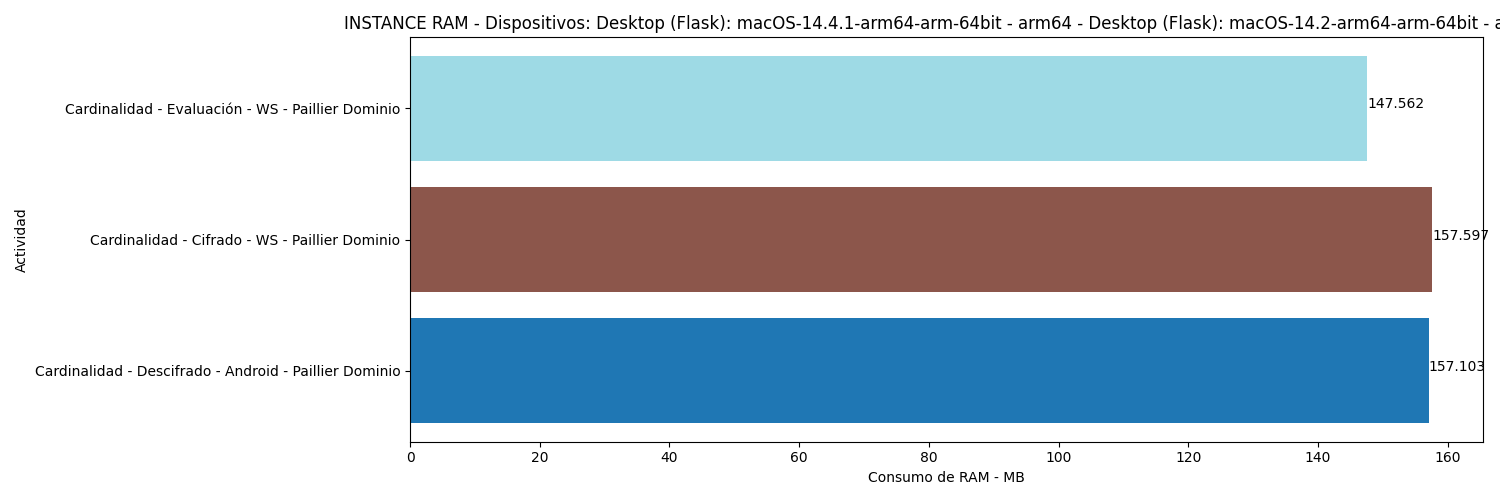 INSTANCE RAM - Dispositivos: Desktop (Flask): macOS-14.4.1-arm64-arm-64bit - arm64 - Desktop (Flask): macOS-14.2-arm64-arm-64bit - a
Cardinalidad - Evaluación - WS - Paillier Dominio
147.562
Cardinalidad - Cifrado - WS - Paillier Dominio
157.597
Cardinalidad - Descifrado - Android - Paillier Dominio
157.103
Actividad
0 20 40 60 80 100 120 140 160
Consumo de RAM - MB